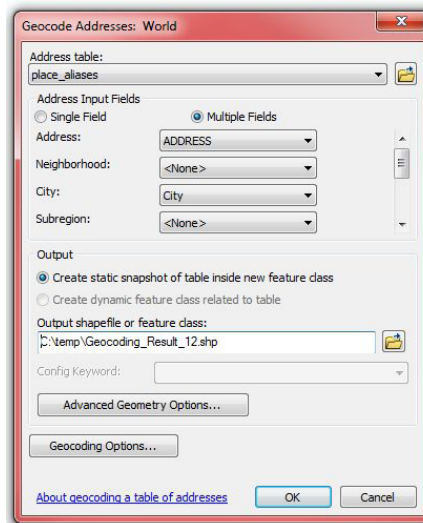 Geocode Addresses: World
Address table:
place_aliases
Address Input Fields
Single Field Multiple Fields
Address: ADDRESS
Neighborhood: <None>
City: City
Subregion: <None>
Output
Create static snapshot of table inside new feature class
Create dynamic feature class related to table
Output shapefile or feature class:
C:\temp\Geocoding_Result_12.shp
Config Keyword:
Advanced Geometry Options...
Geocoding Options...
About geocoding a table of addresses OK Cancel